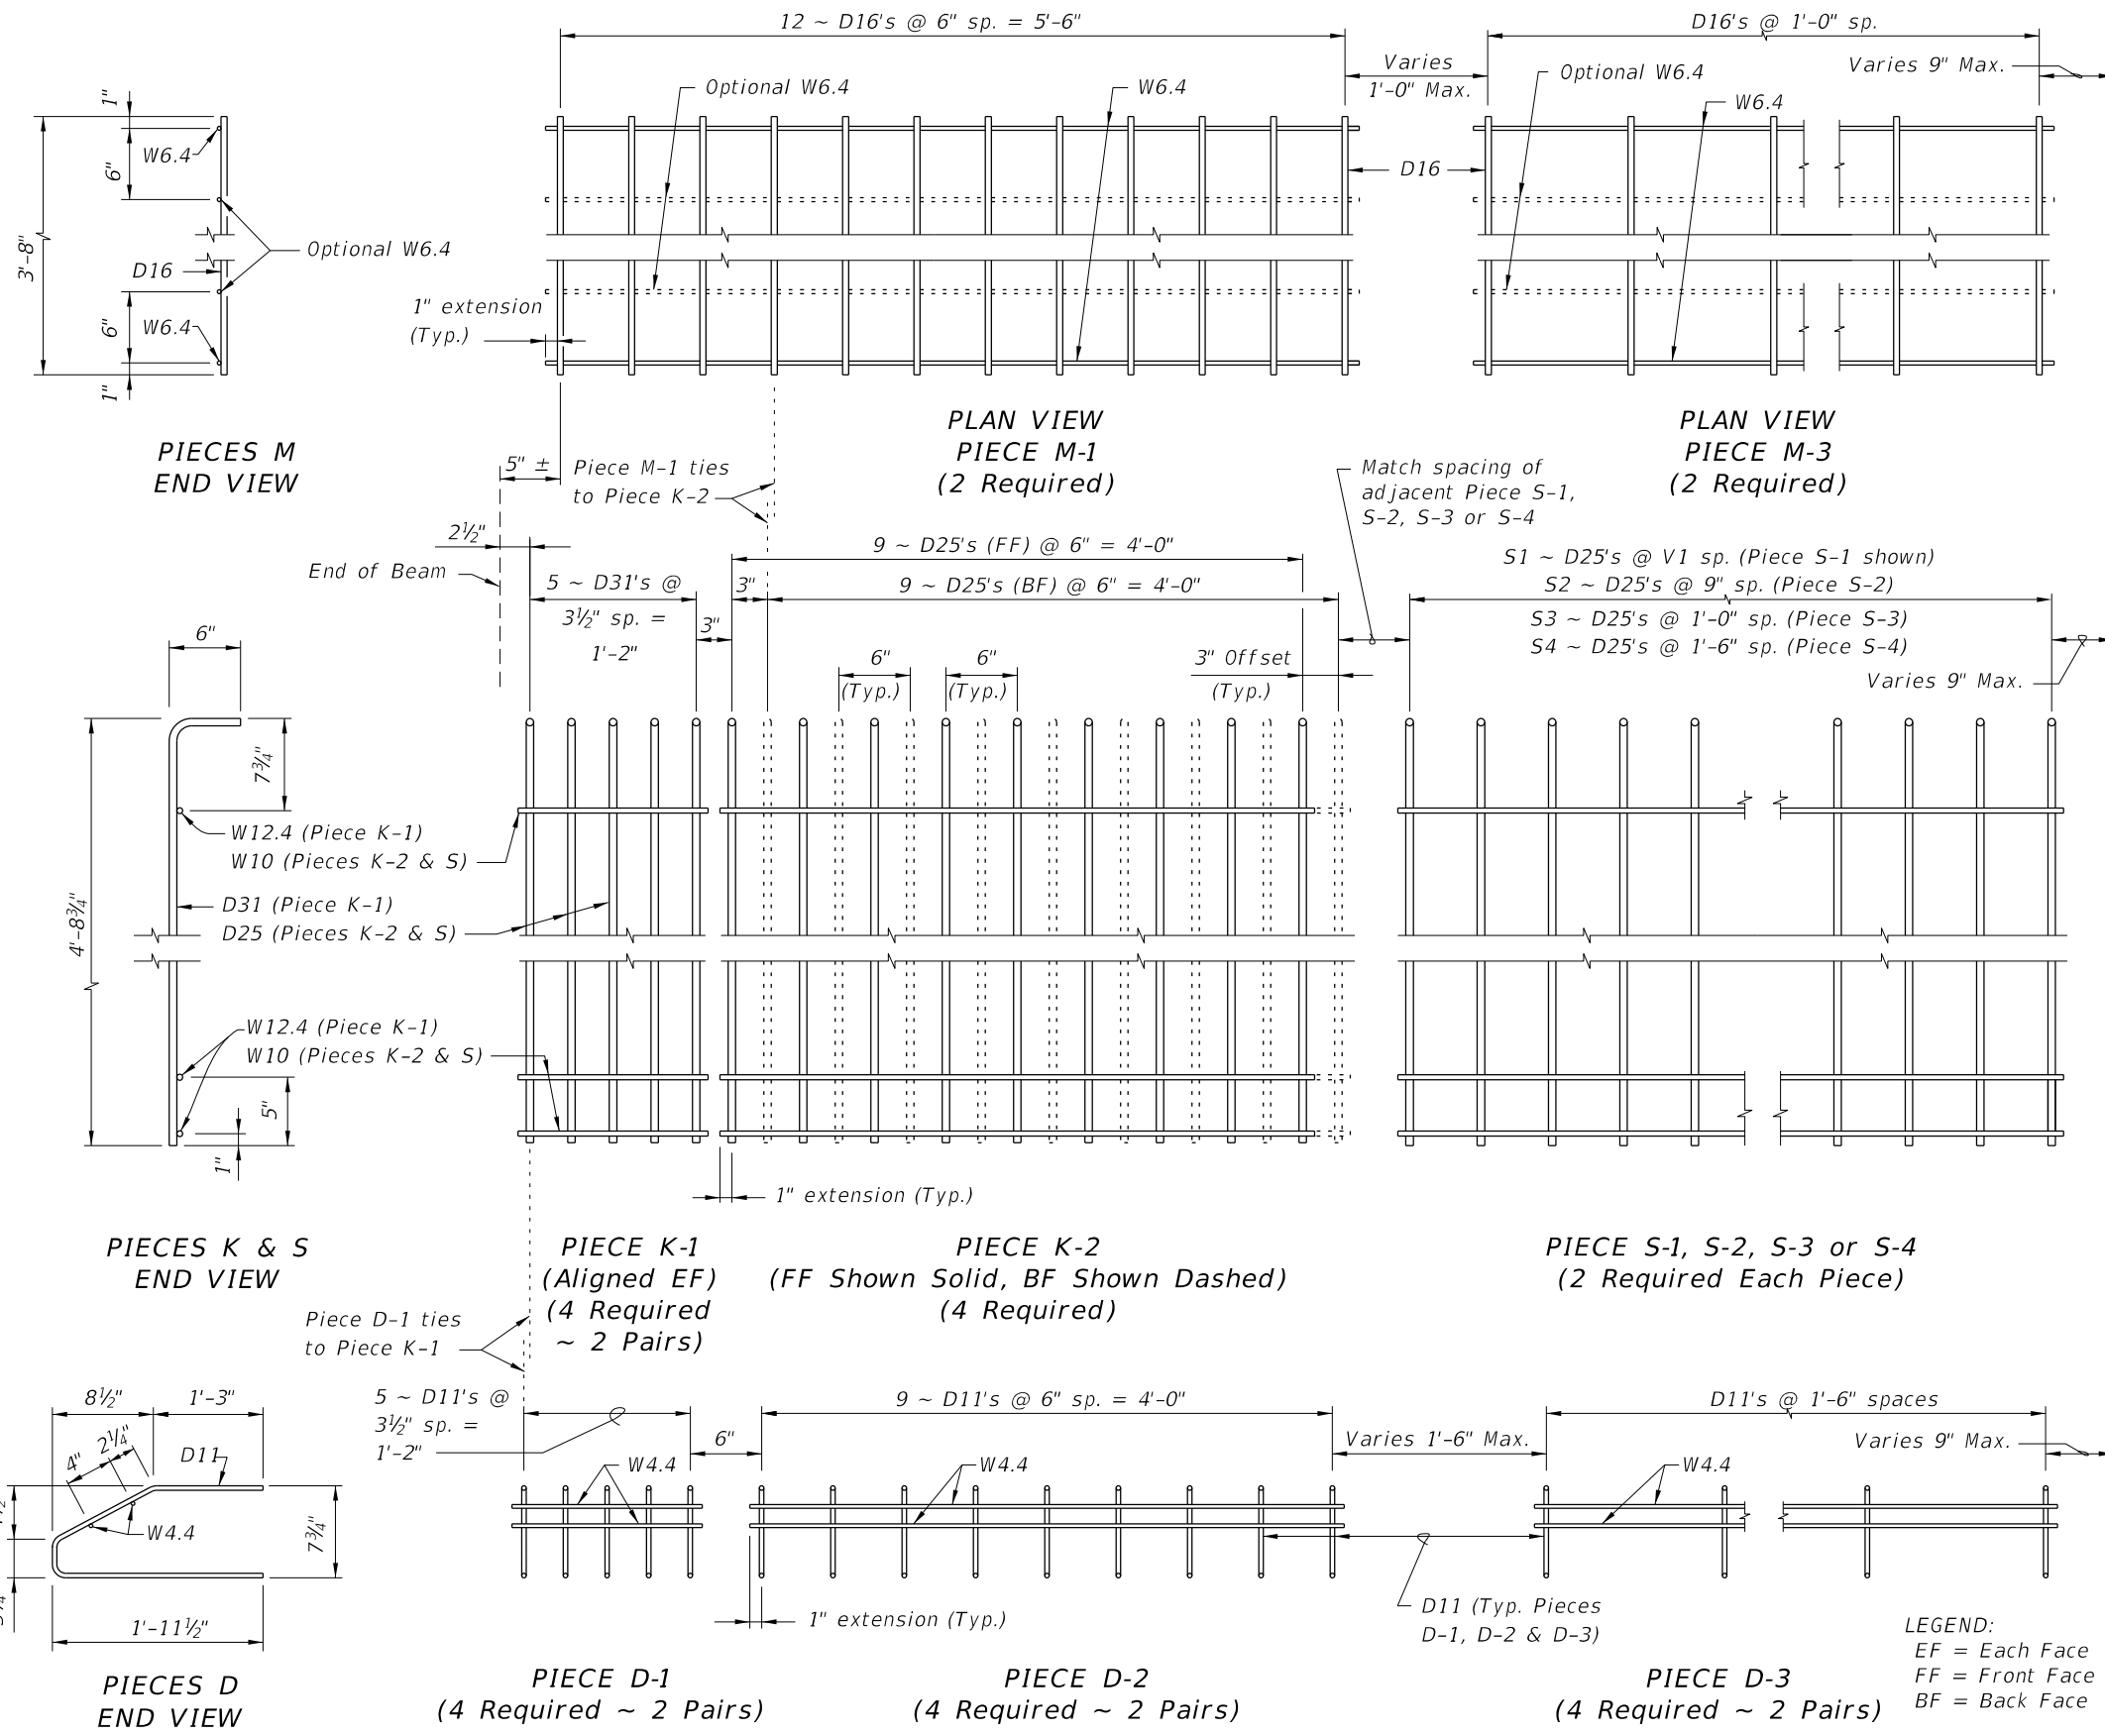 12 ~ D16's @ 6" sp. = 5'-6"
D16's @ 1'-0" sp.
Varies
1'-0" Max.
Varies 9" Max.
Optional W6.4
W6.4
Optional W6.4
W6.4
1"
6"
W6.4
3'-8"
Optional W6.4
D16
6"
W6.4
1"
D16
1" extension
(Typ.)
PIECES M
END VIEW
PLAN VIEW
PIECE M-1
(2 Required)
PLAN VIEW
PIECE M-3
(2 Required)
5" ±
Piece M-1 ties
to Piece K-2
Match spacing of
adjacent Piece S-1,
S-2, S-3 or S-4
2½"
End of Beam
5 ~ D31's @
3½" sp. =
1'-2"
3"
3"
9 ~ D25's (FF) @ 6" = 4'-0"
9 ~ D25's (BF) @ 6" = 4'-0"
6"
(Typ.)
6"
(Typ.)
3" Offset
(Typ.)
S1 ~ D25's @ V1 sp. (Piece S-1 shown)
S2 ~ D25's @ 9" sp. (Piece S-2)
S3 ~ D25's @ 1'-0" sp. (Piece S-3)
S4 ~ D25's @ 1'-6" sp. (Piece S-4)
Varies 9" Max.
6"
7¾"
4'-8¾"
W12.4 (Piece K-1)
W10 (Pieces K-2 & S)
D31 (Piece K-1)
D25 (Pieces K-2 & S)
W12.4 (Piece K-1)
W10 (Pieces K-2 & S)
5"
1"
1" extension (Typ.)
PIECES K & S
END VIEW
PIECE K-1
(Aligned EF)
(4 Required
~ 2 Pairs)
PIECE K-2
(FF Shown Solid, BF Shown Dashed)
(4 Required)
PIECE S-1, S-2, S-3 or S-4
(2 Required Each Piece)
Piece D-1 ties
to Piece K-1
8½"
1'-3"
4"
2¼"
D11
W4.4
7¾"
1'-11½"
5 ~ D11's @
3½" sp. =
1'-2"
6"
W4.4
9 ~ D11's @ 6" sp. = 4'-0"
W4.4
Varies 1'-6" Max.
D11's @ 1'-6" spaces
Varies 9" Max.
W4.4
1" extension (Typ.)
D11 (Typ. Pieces
D-1, D-2 & D-3)
LEGEND:
EF = Each Face
FF = Front Face
BF = Back Face
PIECES D
END VIEW
PIECE D-1
(4 Required ~ 2 Pairs)
PIECE D-2
(4 Required ~ 2 Pairs)
PIECE D-3
(4 Required ~ 2 Pairs)